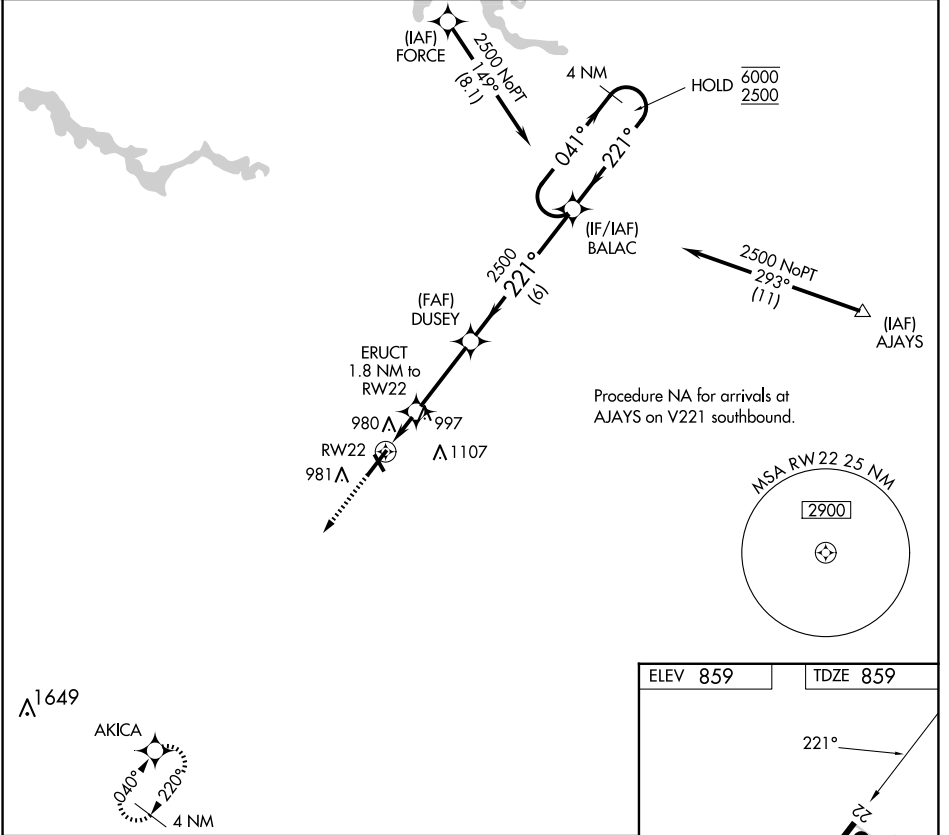 (IAF)
FORCE
2500 NoPT
149°
(8.1)
4 NM
HOLD
6000
2500
041°
221°
(IF/IAF)
BALAC
2500
221°
(6)
2500 NoPT
293°
(11)
(IAF)
AJAYS
(FAF)
DUSEY
ERUCT
1.8 NM to
RW22
980
997
RW22
1107
981
Procedure NA for arrivals at
AJAYS on V221 southbound.
MSA RW22 25 NM
2900
1649
AKICA
040°
220°
4 NM
ELEV 859
TDZE 859
221°
22